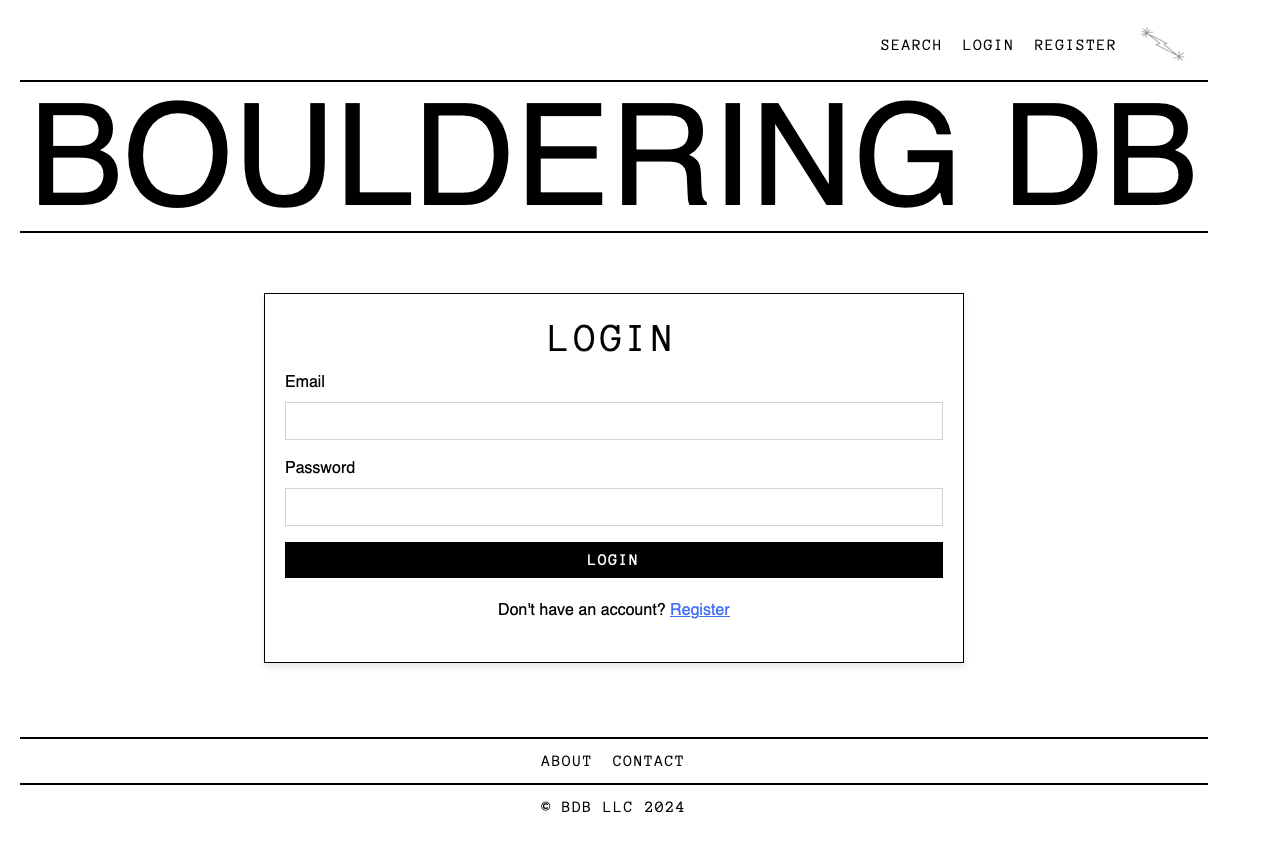 SEARCH LOGIN REGISTER
BOULDERING DB
LOGIN
Email
Password
LOGIN
Don't have an account? Register
ABOUT CONTACT
© BDB LLC 2024